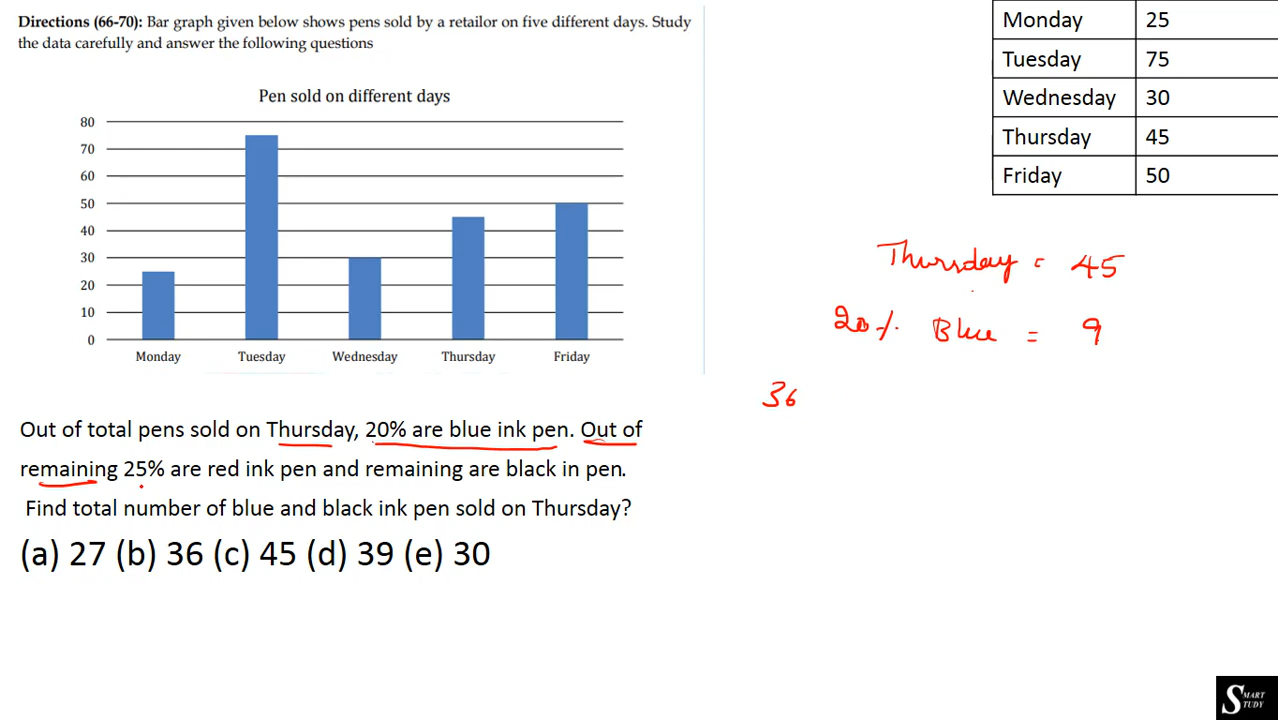 Directions (66-70): Bar graph given below shows pens sold by a retailor on five different days. Study
the data carefully and answer the following questions
Pen sold on different days
80
70
60
50
40
30
20
10
0
Monday Tuesday Wednesday Thursday Friday
Monday 25
Tuesday 75
Wednesday 30
Thursday 45
Friday 50
Thursday = 45
20% Blue = 9
36
Out of total pens sold on Thursday, 20% are blue ink pen. Out of
remaining 25% are red ink pen and remaining are black in pen.
Find total number of blue and black ink pen sold on Thursday?
(a) 27 (b) 36 (c) 45 (d) 39 (e) 30
SMART
STUDY